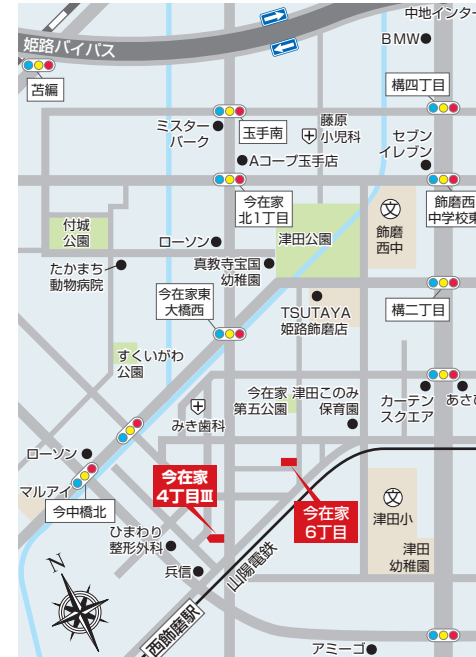 中地インター
姫路バイパス
BMW
苫編
構四丁目
ミスター
パーク
玉手南
藤原
小児科
セブン
イレブン
Aコープ玉手店
今在家
北1丁目
文
飾磨
西中
飾磨西
中学校東
付城
公園
ローソン
津田公園
たかまち
動物病院
真教寺宝国
幼稚園
今在家東
大橋西
TSUTAYA
姫路飾磨店
構二丁目
すくいがわ
公園
今在家
第五公園
津田このみ
保育園
カーテン
スクエア
あさひ
みき歯科
ローソン
マルアイ
今中橋北
今在家
4丁目Ⅲ
今在家
6丁目
文
津田小
ひまわり
整形外科
津田
幼稚園
兵信
山陽電鉄
N
西飾磨駅
アミーゴ